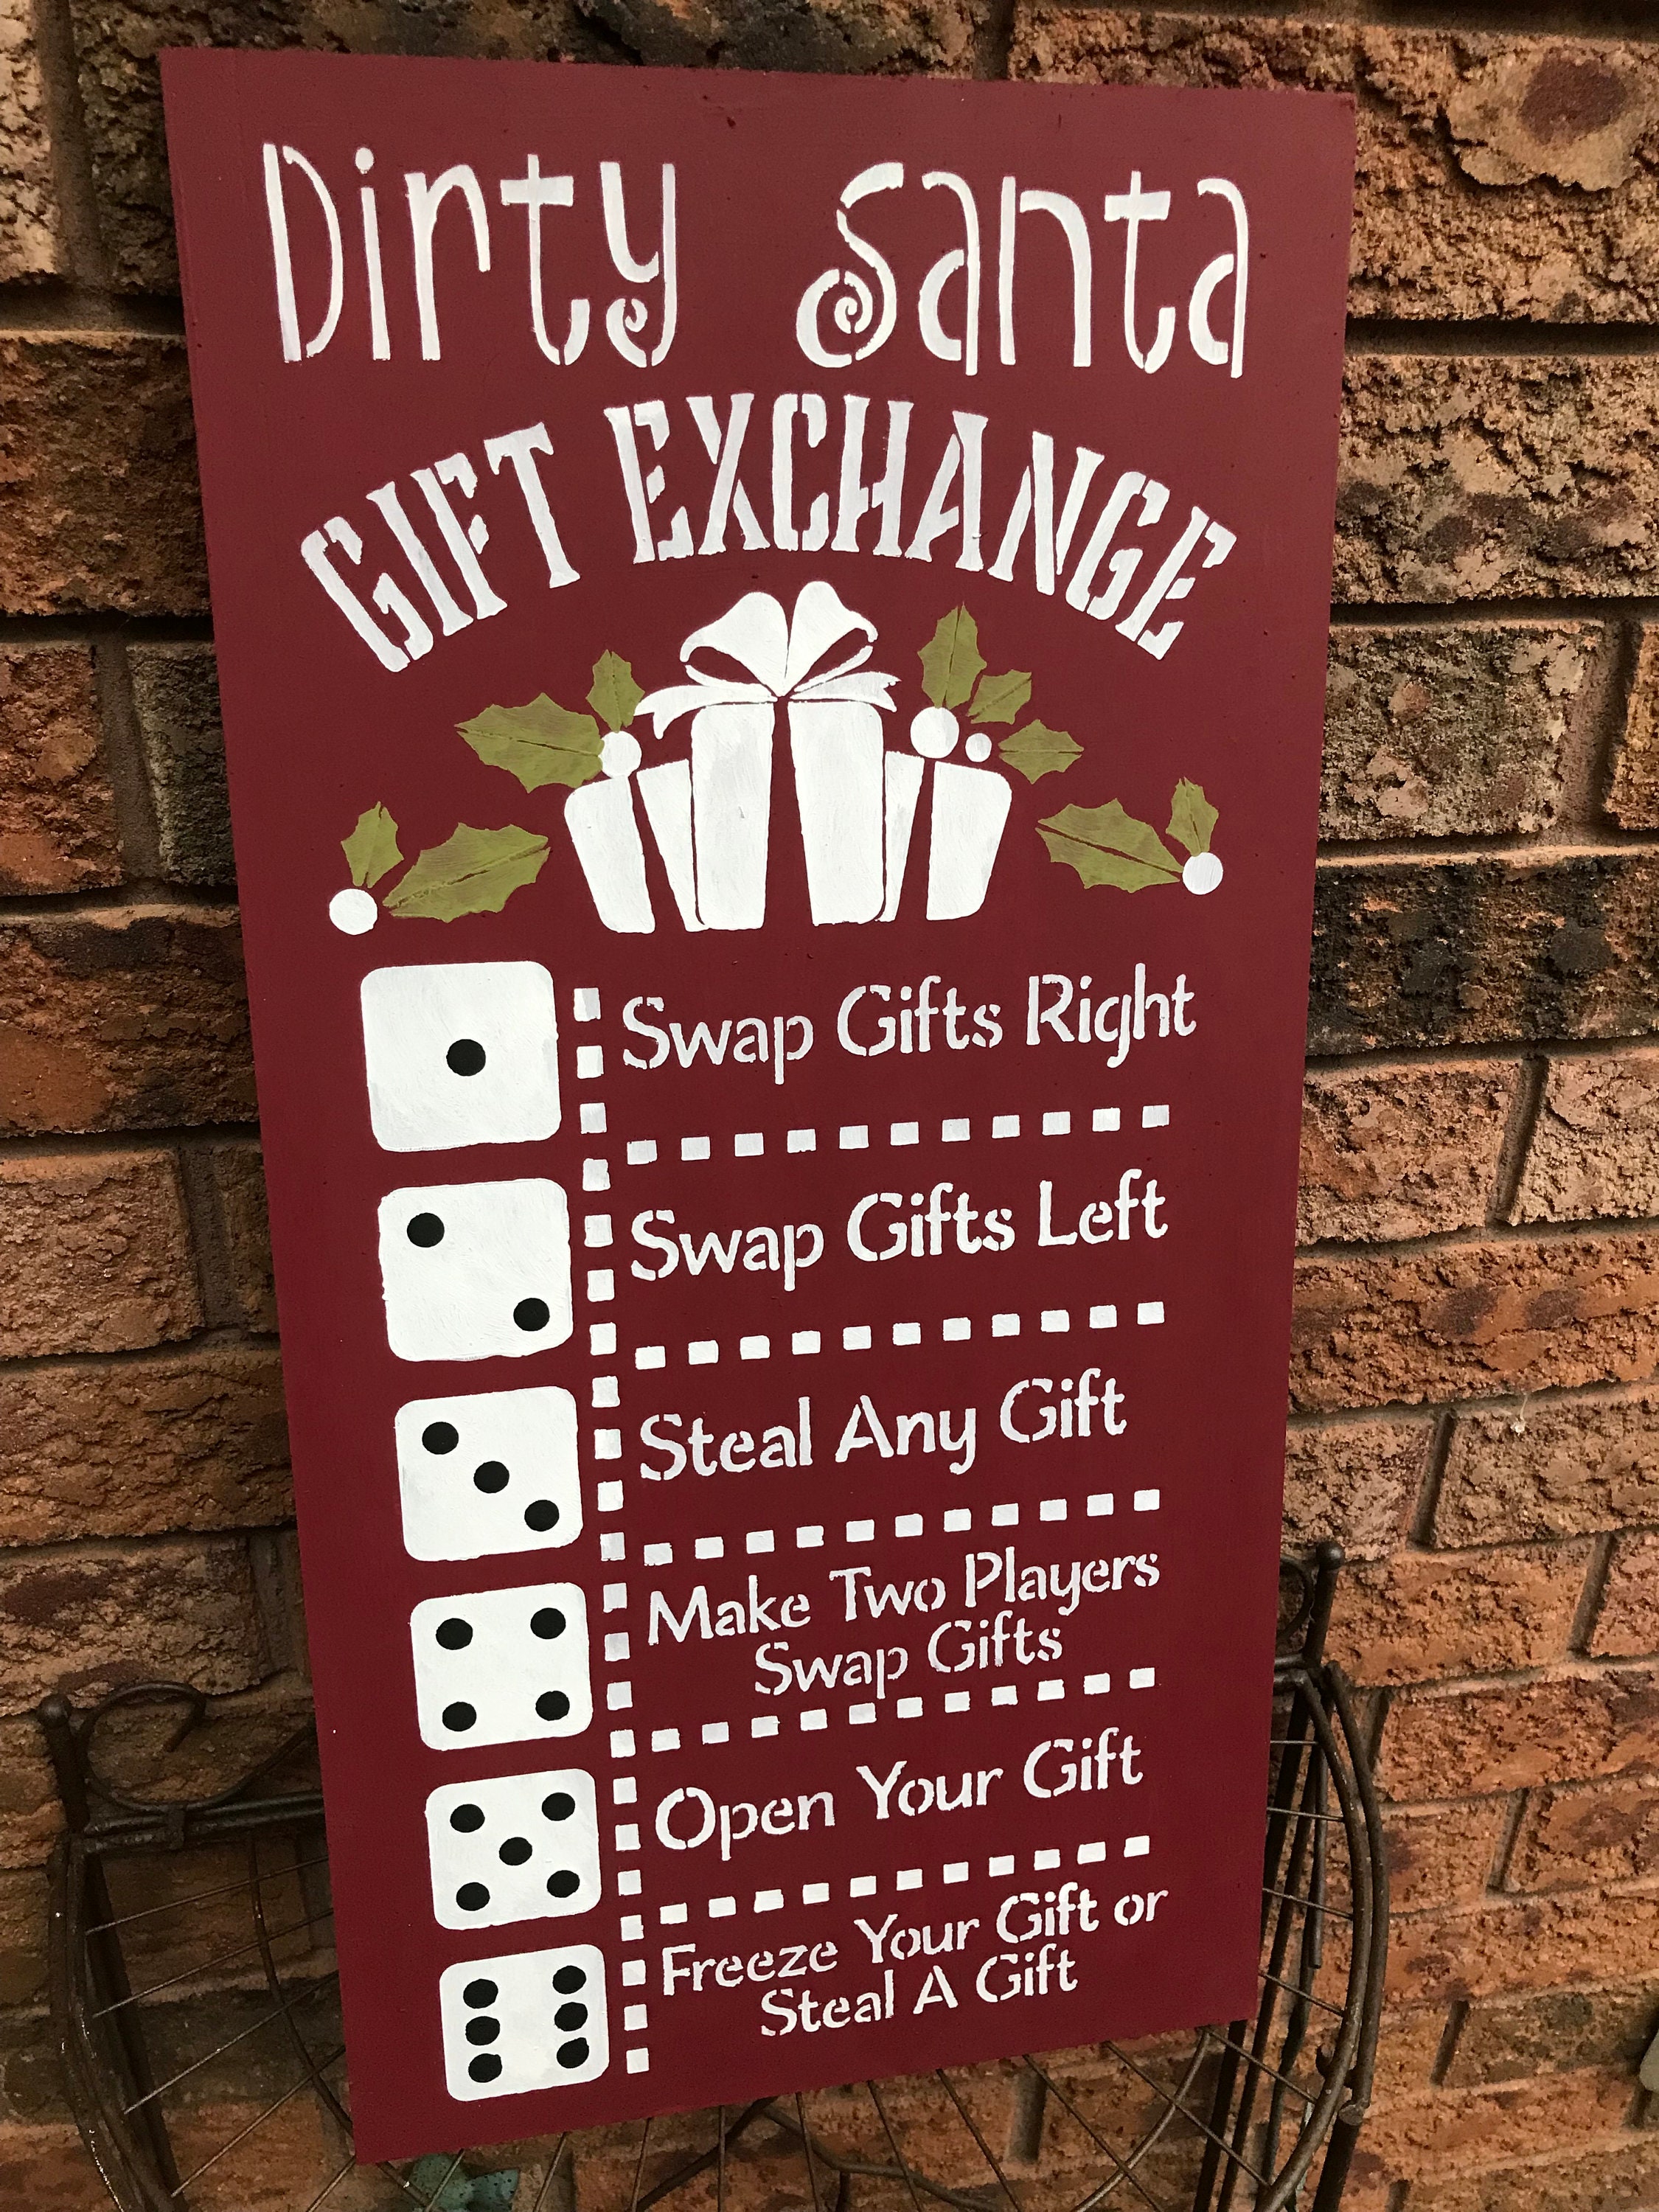 Dirty Santa
GIFT EXCHANGE
Swap Gifts Right
Swap Gifts Left
Steal Any Gift
Make Two Players
Swap Gifts
Open Your Gift
Freeze Your Gift or
Steal A Gift